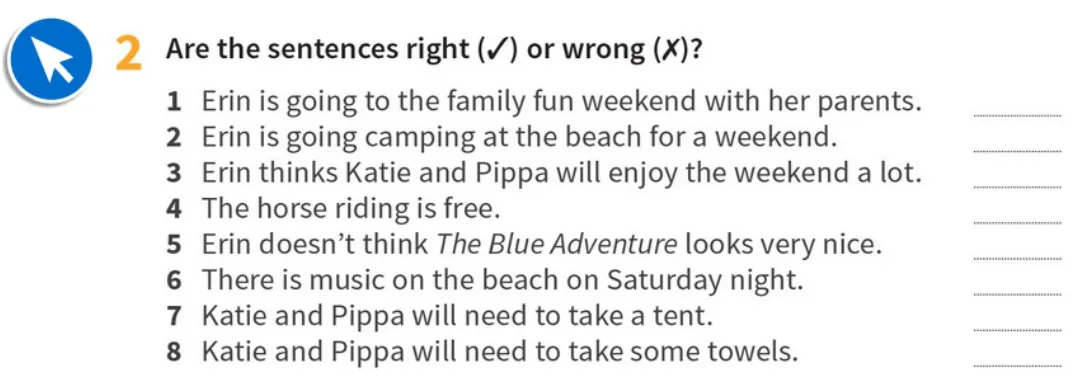 2 Are the sentences right (✓) or wrong (✗)?
1 Erin is going to the family fun weekend with her parents.
2 Erin is going camping at the beach for a weekend.
3 Erin thinks Katie and Pippa will enjoy the weekend a lot.
4 The horse riding is free.
5 Erin doesn’t think The Blue Adventure looks very nice.
6 There is music on the beach on Saturday night.
7 Katie and Pippa will need to take a tent.
8 Katie and Pippa will need to take some towels.